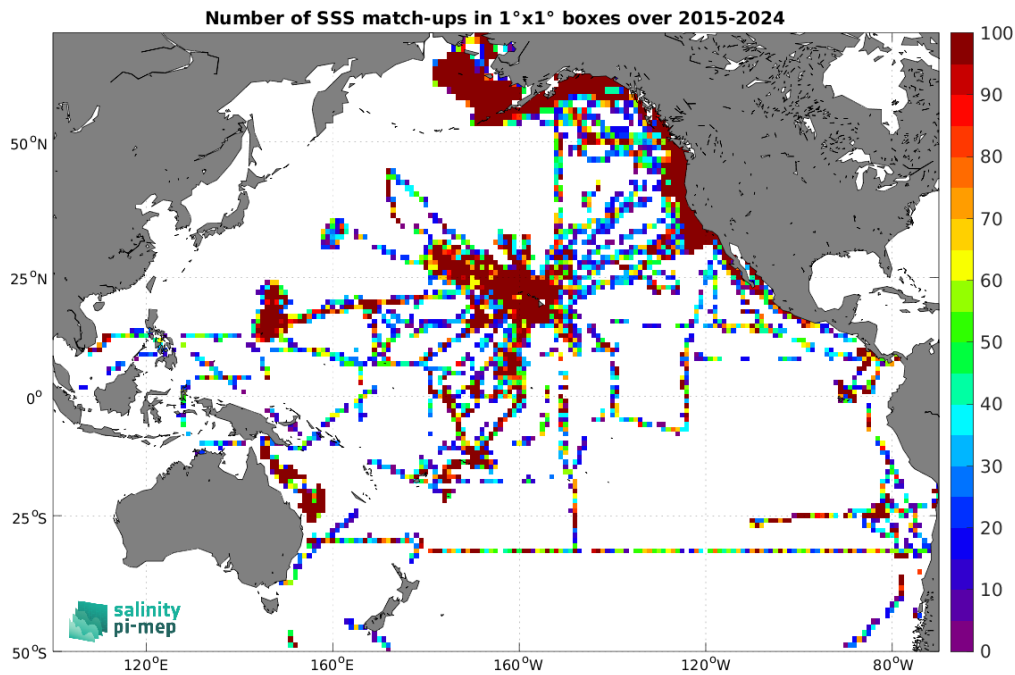 Number of SSS match-ups in 1°x1° boxes over 2015-2024
100
90
80
70
60
50
40
30
20
10
0
50°N
25°N
0°
25°S
50°S
120°E
160°E
160°W
120°W
80°W
salinity
pi-mep